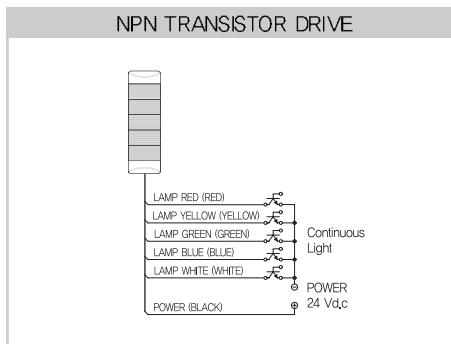 NPN TRANSISTOR DRIVE
LAMP RED (RED)
LAMP YELLOW (YELLOW)
LAMP GREEN (GREEN)
LAMP BLUE (BLUE)
LAMP WHITE (WHITE)
POWER (BLACK)
Continuous
Light
⊖ POWER
⊕ 24 Vd.c